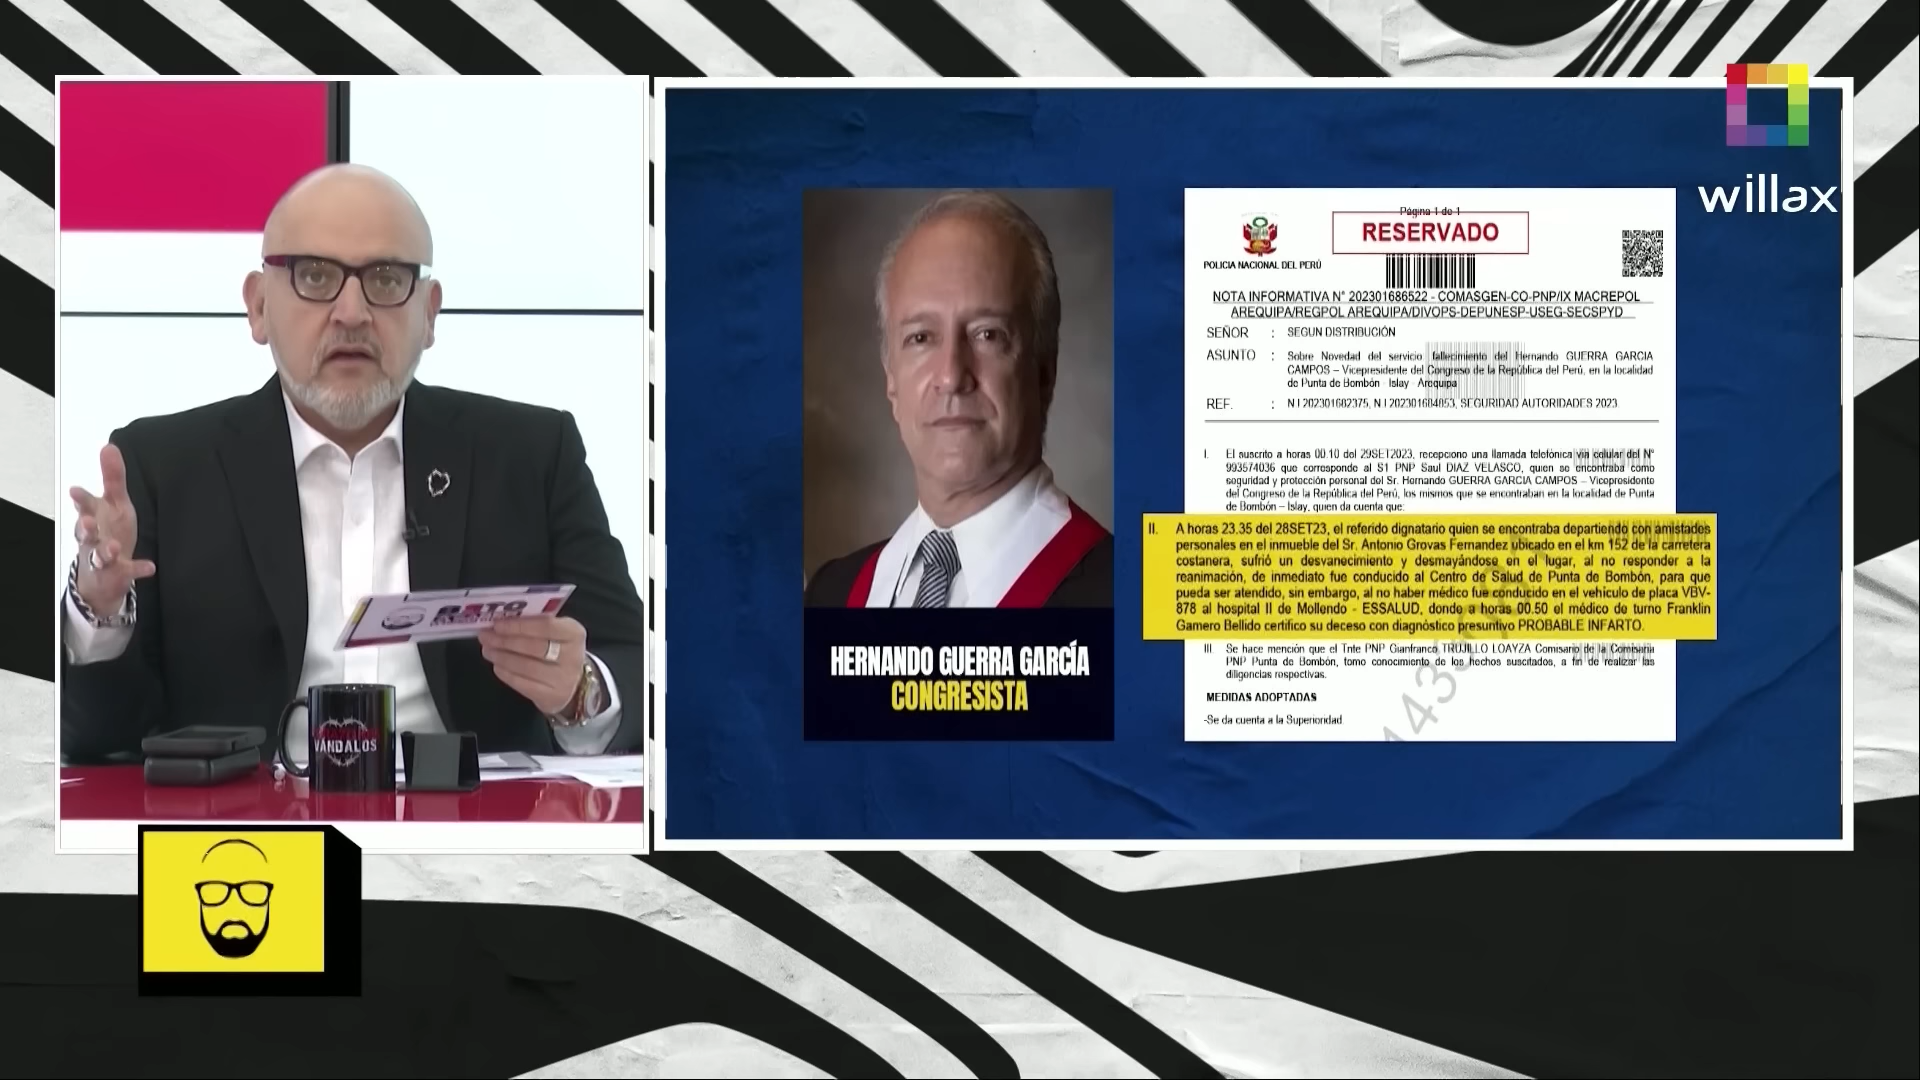 willax
BETO
VÁNDALOS
HERNANDO GUERRA GARCÍA
CONGRESISTA
Página 1 de 1
RESERVADO
POLICIA NACIONAL DEL PERÚ
NOTA INFORMATIVA N° 202301686522 - COMASGEN-CO-PNP/IX MACREPOL
AREQUIPA/REGPOL AREQUIPA/DIVOPS-DEPUNESP-USEG-SECSPYD
SEÑOR : SEGUN DISTRIBUCIÓN
ASUNTO : Sobre Novedad del servicio fallecimiento del Hernando GUERRA GARCIA
CAMPOS – Vicepresidente del Congreso de la República del Perú, en la localidad
de Punta de Bombón - Islay - Arequipa
REF. : N.I 202301682375, N.I 202301684853, SEGURIDAD AUTORIDADES 2023.
I. El suscrito a horas 00.10 del 29SET2023, recepciono una llamada telefónica vía celular del N°
993574036 que corresponde al S1 PNP Saul DIAZ VELASCO, quien se encontraba como
seguridad y protección personal del Sr. Hernando GUERRA GARCIA CAMPOS – Vicepresidente
del Congreso de la República del Perú, los mismos que se encontraban en la localidad de Punta
de Bombón – Islay, quien da cuenta que:
II. A horas 23.35 del 28SET23, el referido dignatario quien se encontraba departiendo con amistades
personales en el inmueble del Sr. Antonio Grovas Fernandez ubicado en el km 152 de la carretera
costanera, sufrió un desvanecimiento y desmayándose en el lugar, al no responder a la
reanimación, de inmediato fue conducido al Centro de Salud de Punta de Bombón, para que
pueda ser atendido, sin embargo, al no haber médico fue conducido en el vehículo de placa VBV-
878 al hospital II de Mollendo - ESSALUD, donde a horas 00.50 el médico de turno Franklin
Gamero Bellido certifico su deceso con diagnóstico presuntivo PROBABLE INFARTO.
III. Se hace mención que el Tnte PNP Gianfranco TRUJILLO LOAYZA Comisario de la Comisaria
PNP Punta de Bombón, tomo conocimiento de los hechos suscitados, a fin de realizar las
diligencias respectivas.
MEDIDAS ADOPTADAS
-Se da cuenta a la Superioridad